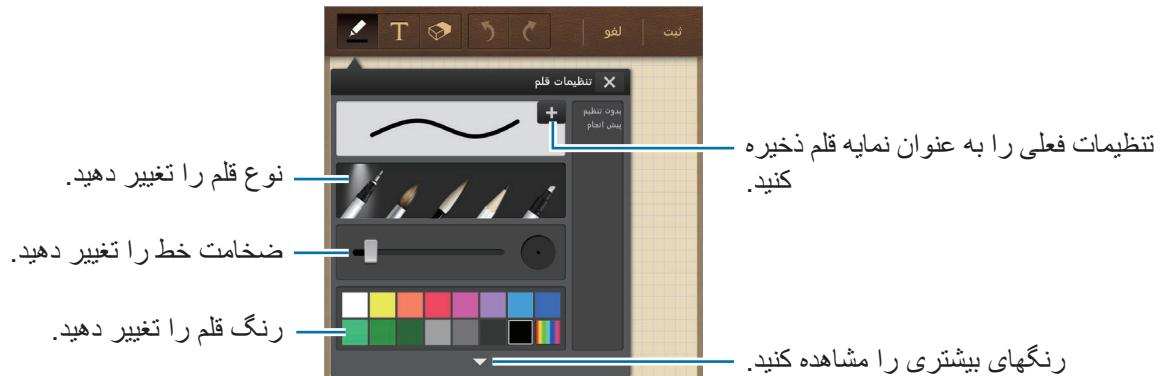 ثبت
لغو
T
تنظیمات قلم
بدون تنظیم
پیش انجام
تنظیمات فعلی را به عنوان نمایه قلم ذخیره
کنید.
نوع قلم را تغییر دهید.
ضخامت خط را تغییر دهید.
رنگ قلم را تغییر دهید.
رنگهای بیشتری را مشاهده کنید.